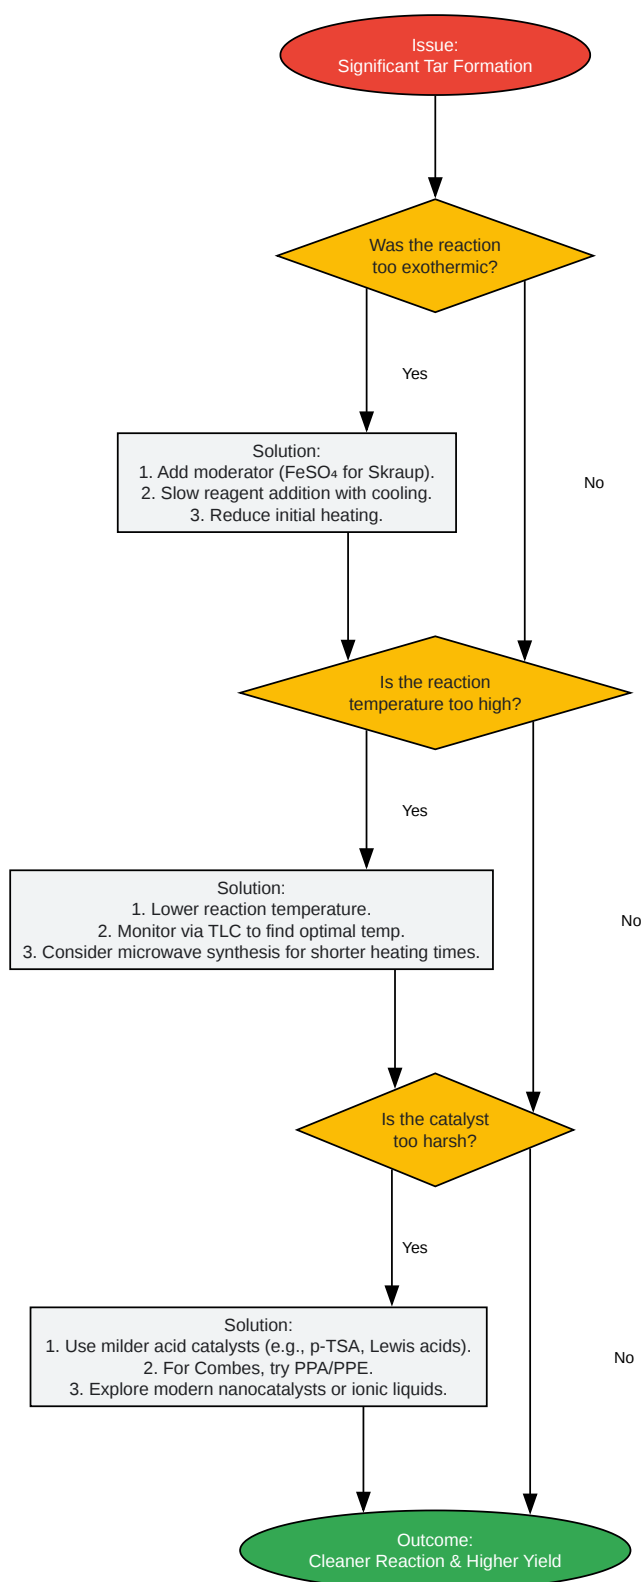 Issue:
Significant Tar Formation
Was the reaction
too exothermic?
Yes
Solution:
1. Add moderator (FeSO₄ for Skraup).
2. Slow reagent addition with cooling.
3. Reduce initial heating.
No
Is the reaction
temperature too high?
Yes
Solution:
1. Lower reaction temperature.
2. Monitor via TLC to find optimal temp.
3. Consider microwave synthesis for shorter heating times.
No
Is the catalyst
too harsh?
Yes
Solution:
1. Use milder acid catalysts (e.g., p-TSA, Lewis acids).
2. For Combes, try PPA/PPE.
3. Explore modern nanocatalysts or ionic liquids.
No
Outcome:
Cleaner Reaction & Higher Yield